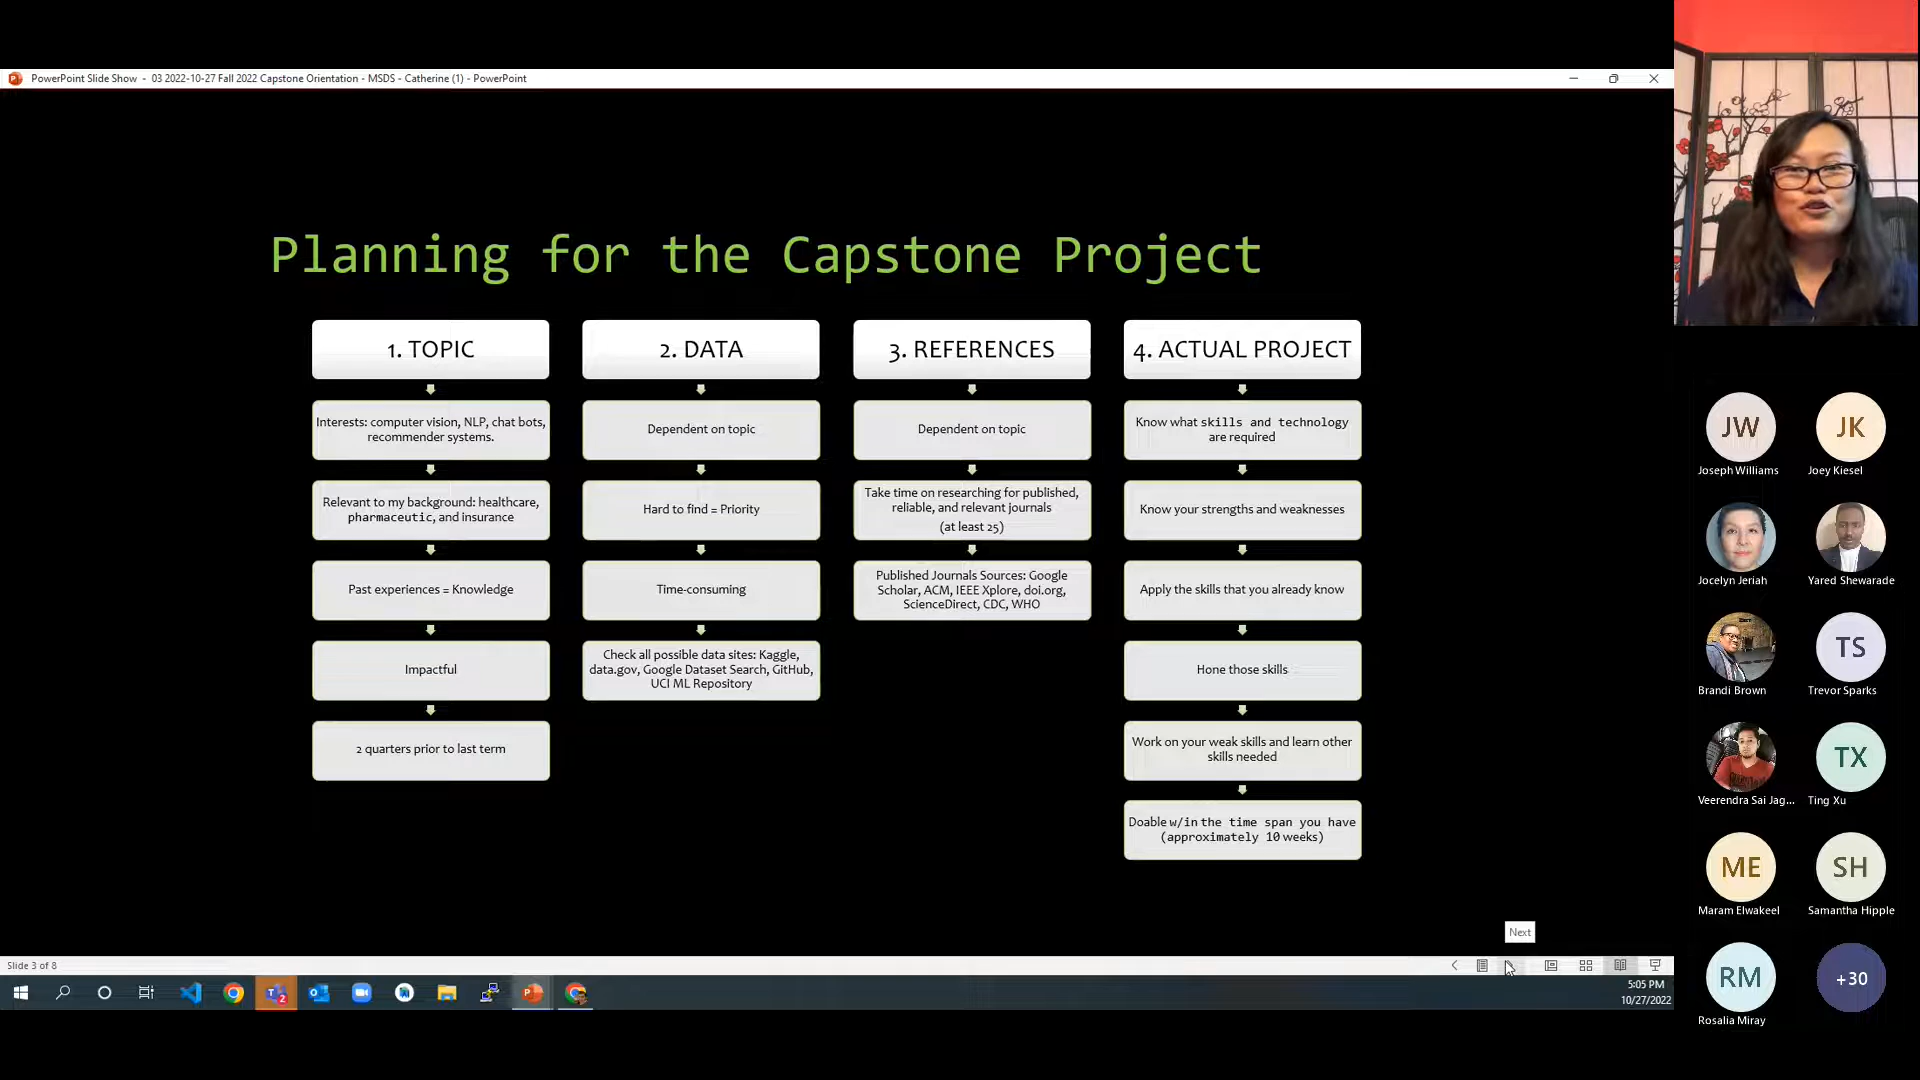 PowerPoint Slide Show - 03 2022-10-27 Fall 2022 Capstone Orientation - MSDS - Catherine (1) - PowerPoint
Planning for the Capstone Project
1. TOPIC
Interests: computer vision, NLP, chat bots,
recommender systems.
Relevant to my background: healthcare,
pharmaceutic, and insurance
Past experiences = Knowledge
Impactful
2 quarters prior to last term
2. DATA
Dependent on topic
Hard to find = Priority
Time-consuming
Check all possible data sites: Kaggle,
data.gov, Google Dataset Search, GitHub,
UCI ML Repository
3. REFERENCES
Dependent on topic
Take time on researching for published,
reliable, and relevant journals
(at least 25)
Published Journals Sources: Google
Scholar, ACM, IEEE Xplore, doi.org,
ScienceDirect, CDC, WHO
4. ACTUAL PROJECT
Know what skills and technology
are required
Know your strengths and weaknesses
Apply the skills that you already know
Hone those skills
Work on your weak skills and learn other
skills needed
Doable w/in the time span you have
(approximately 10 weeks)
Next
Slide 3 of 8
5:05 PM
10/27/2022
JW
Joseph Williams
JK
Joey Kiesel
Jocelyn Jeriah
Yared Shewarade
Brandi Brown
TS
Trevor Sparks
Veerendra Sai Jag...
TX
Ting Xu
ME
Maram Elwakeel
SH
Samantha Hipple
RM
Rosalia Miray
+30